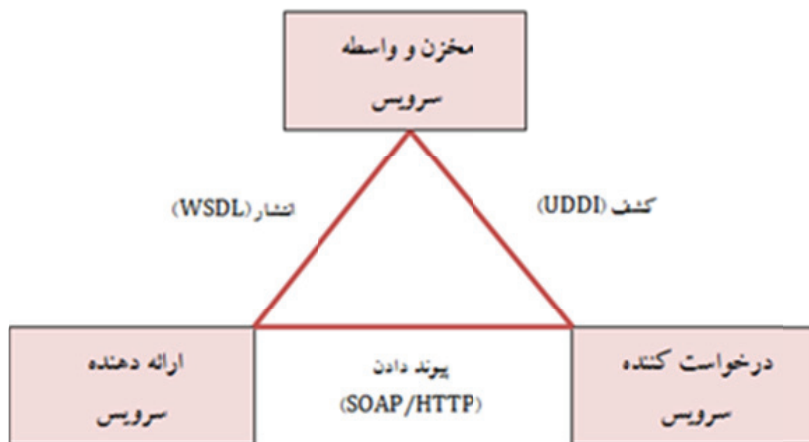 مخزن و واسطه
سرویس
انتشار (WSDL)
کشف (UDDI)
ارائه دهنده
سرویس
پیوند دادن
(SOAP/HTTP)
درخواست کننده
سرویس